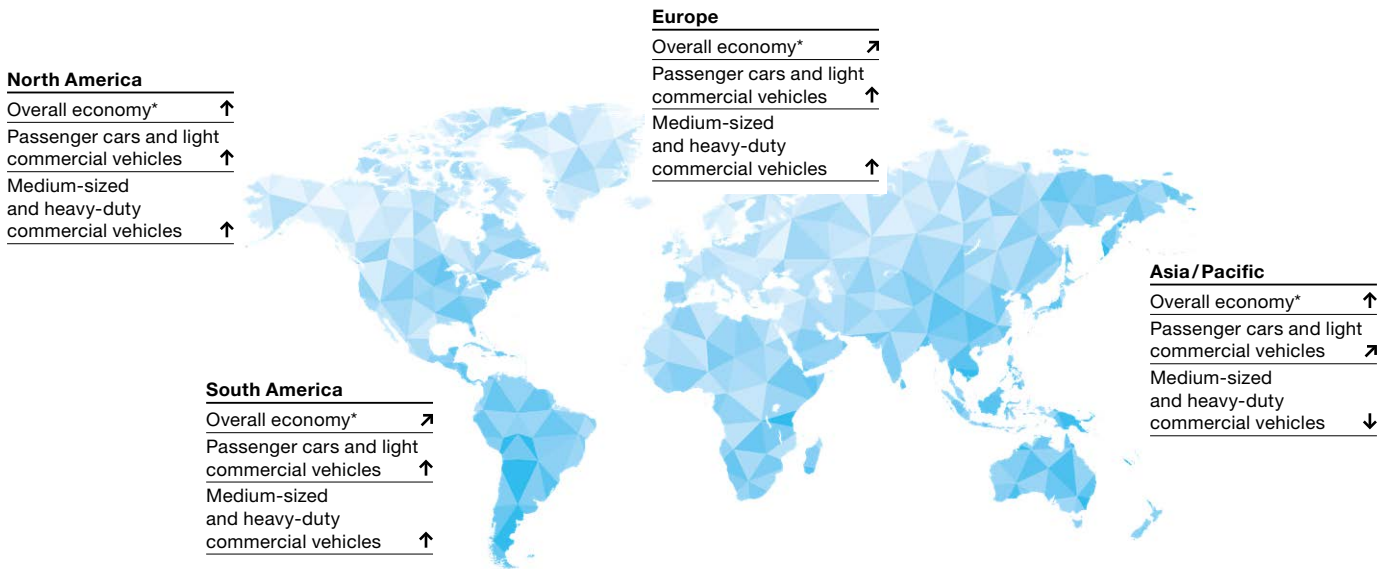 Europe
Overall economy* ↗
Passenger cars and light
commercial vehicles ↑
Medium-sized
and heavy-duty
commercial vehicles ↑
North America
Overall economy* ↑
Passenger cars and light
commercial vehicles ↑
Medium-sized
and heavy-duty
commercial vehicles ↑
Asia/Pacific
Overall economy* ↑
Passenger cars and light
commercial vehicles ↗
Medium-sized
and heavy-duty
commercial vehicles ↓
South America
Overall economy* ↗
Passenger cars and light
commercial vehicles ↑
Medium-sized
and heavy-duty
commercial vehicles ↑